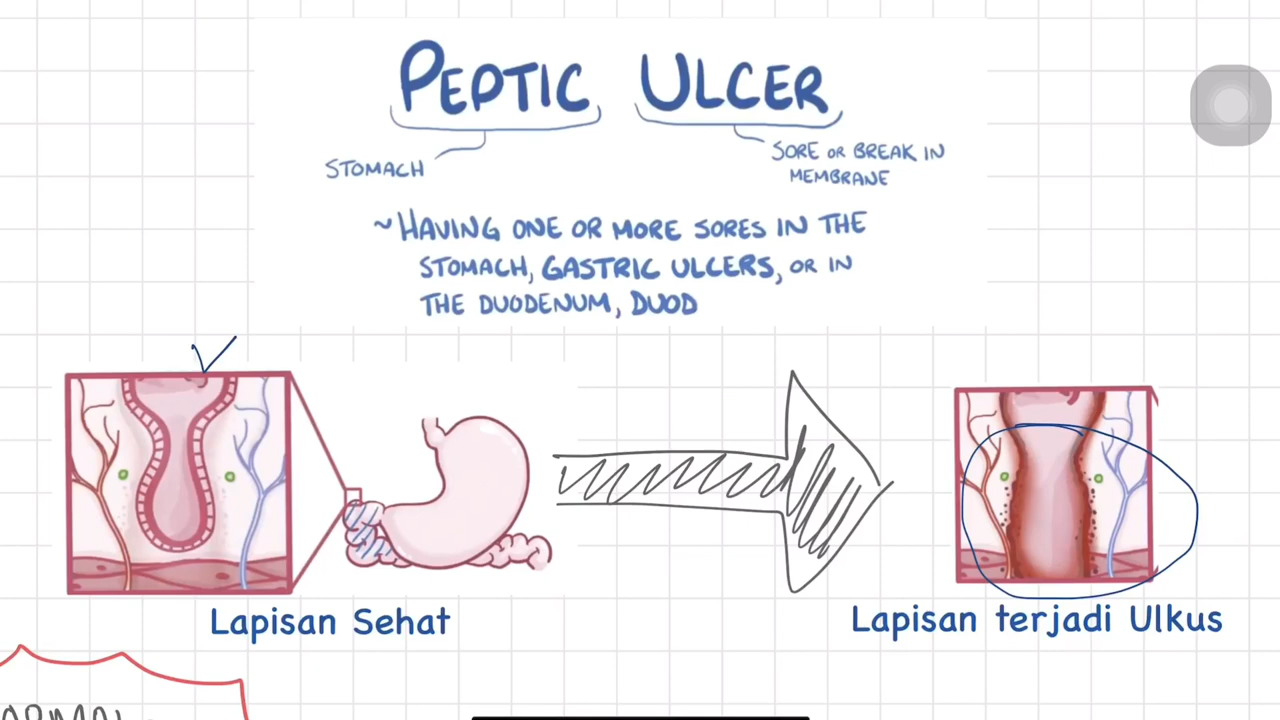 PEPTIC ULCER
STOMACH
SORE OR BREAK IN
MEMBRANE
~HAVING ONE OR MORE SORES IN THE
STOMACH, GASTRIC ULCERS, OR IN
THE DUODENUM, DUOD
Lapisan Sehat
Lapisan terjadi Ulkus